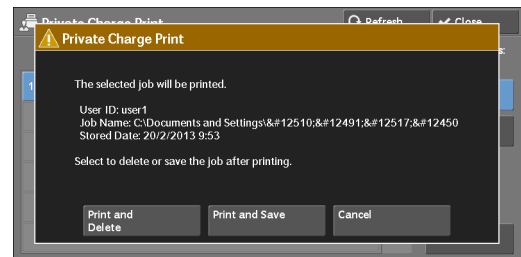 Private Charge Print
Refresh
Close
Private Charge Print
The selected job will be printed.
User ID: user1
Job Name: C:\Documents and Settings\&#12510;&#12491;&#12517;&#12450
Stored Date: 20/2/2013 9:53
Select to delete or save the job after printing.
1
Print and
Delete
Print and Save
Cancel